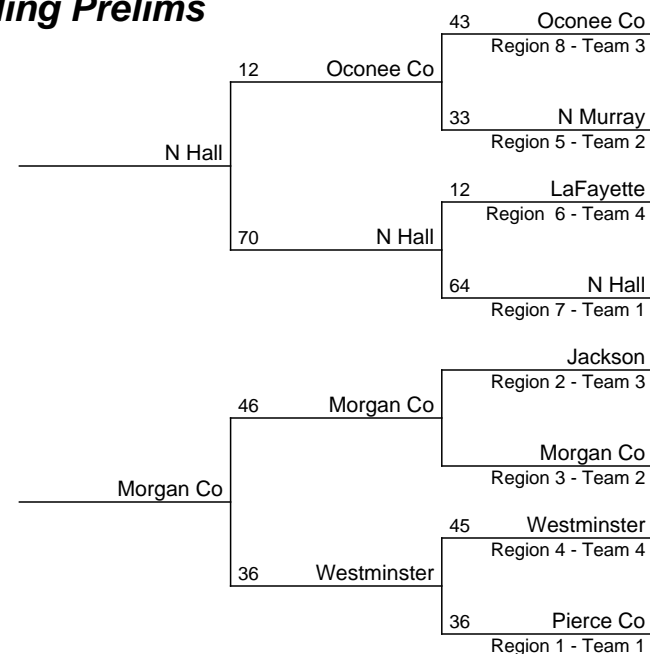 ling Prelims
43 Oconee Co
Region 8 - Team 3
12 Oconee Co
33 N Murray
Region 5 - Team 2
N Hall
12 LaFayette
Region 6 - Team 4
70 N Hall
64 N Hall
Region 7 - Team 1
Jackson
Region 2 - Team 3
46 Morgan Co
Morgan Co
Region 3 - Team 2
Morgan Co
45 Westminster
Region 4 - Team 4
36 Westminster
36 Pierce Co
Region 1 - Team 1